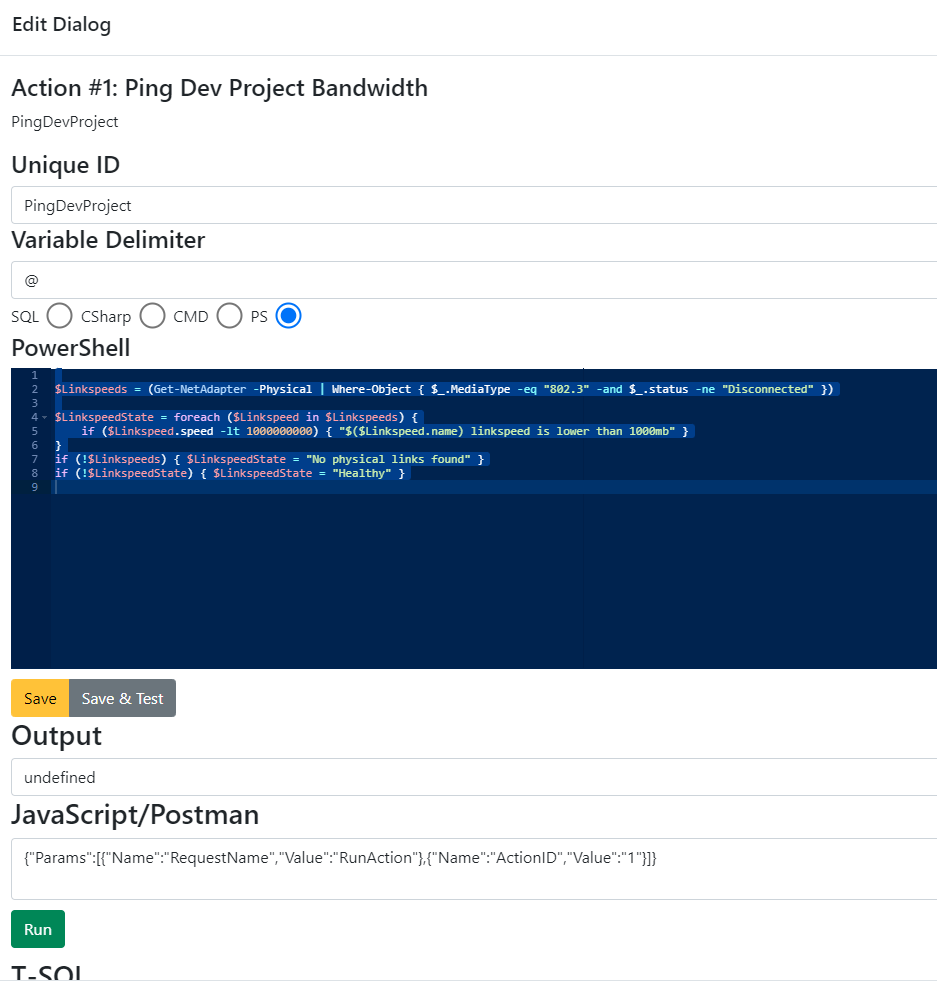 Edit Dialog
Action #1: Ping Dev Project Bandwidth
PingDevProject
Unique ID
PingDevProject
Variable Delimiter
@
SQL CSharp CMD PS
PowerShell
1
2 $Linkspeeds = (Get-NetAdapter -Physical | Where-Object { $_.MediaType -eq "802.3" -and $_.status -ne "Disconnected" })
3
4 $LinkspeedState = foreach ($Linkspeed in $Linkspeeds) {
5 if ($Linkspeed.speed -lt 1000000000) { "$($Linkspeed.name) linkspeed is lower than 1000mb" }
6 }
7 if (!$Linkspeeds) { $LinkspeedState = "No physical links found" }
8 if (!$LinkspeedState) { $LinkspeedState = "Healthy" }
9
Save Save & Test
Output
undefined
JavaScript/Postman
{"Params":[{"Name":"RequestName","Value":"RunAction"},{"Name":"ActionID","Value":"1"}]}
Run
T-SQL